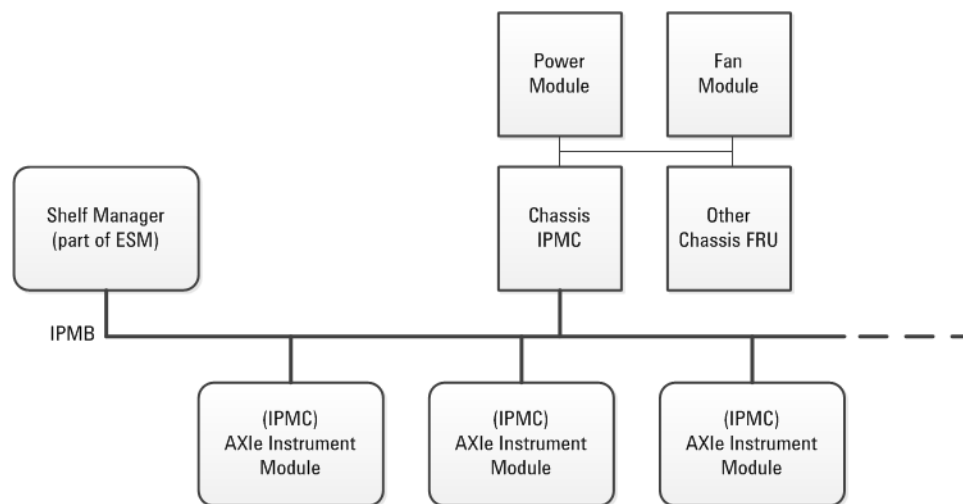 Power
Module
Fan
Module
Shelf Manager
(part of ESM)
Chassis
IPMC
Other
Chassis FRU
IPMB
(IPMC)
AXIe Instrument
Module
(IPMC)
AXIe Instrument
Module
(IPMC)
AXIe Instrument
Module